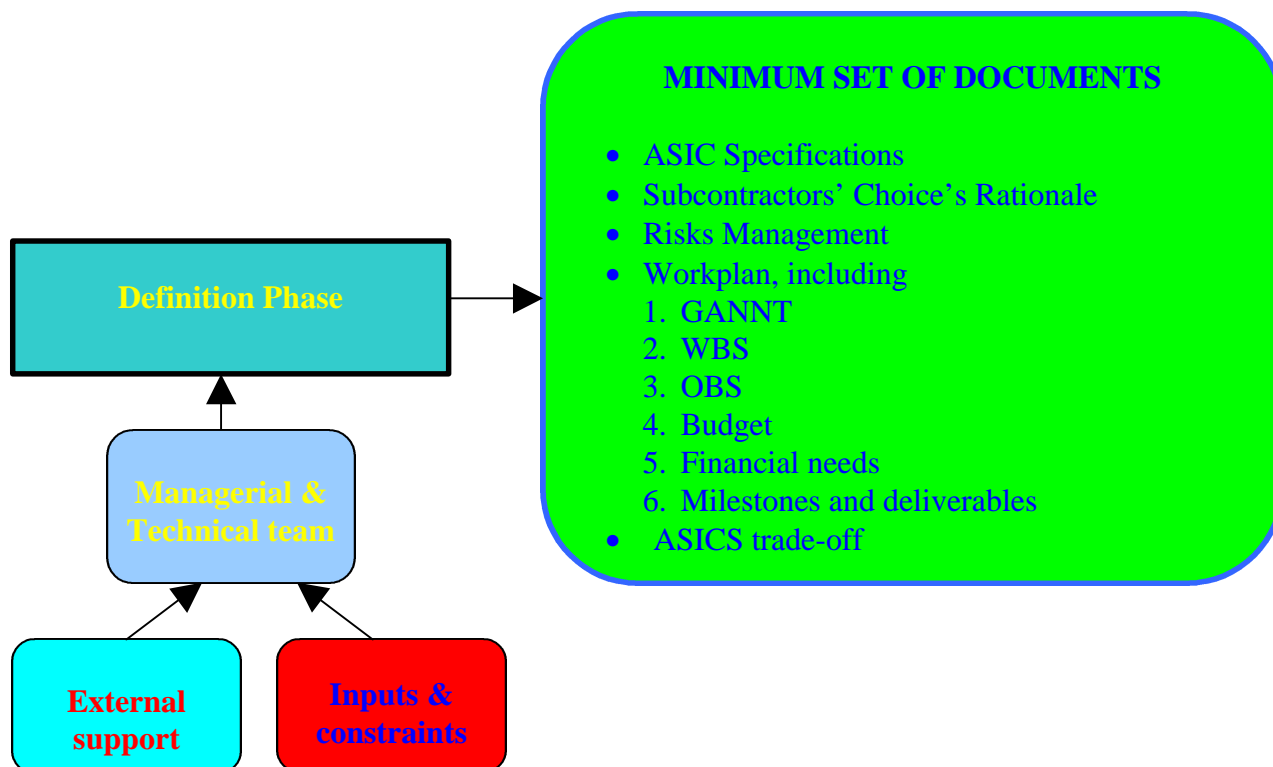 MINIMUM SET OF DOCUMENTS
• ASIC Specifications
• Subcontractors’ Choice’s Rationale
• Risks Management
• Workplan, including
1. GANNT
2. WBS
3. OBS
4. Budget
5. Financial needs
6. Milestones and deliverables
• ASICS trade-off
Definition Phase
Managerial &
Technical team
External
support
Inputs &
constraints